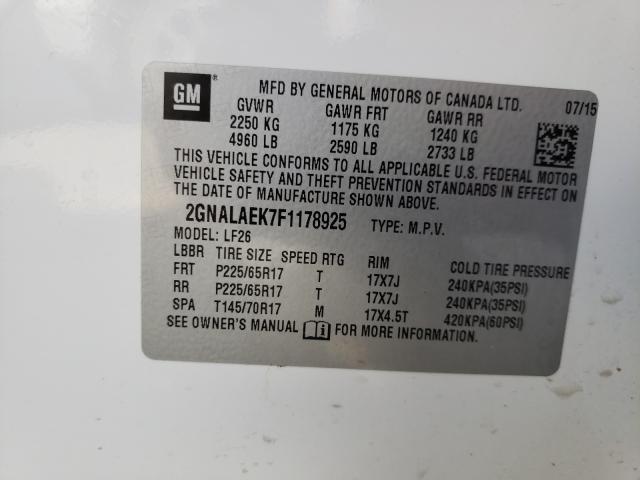 GM
MFD BY GENERAL MOTORS OF CANADA LTD. 07/15
GVWR GAWR FRT GAWR RR
2250 KG 1175 KG 1240 KG
4960 LB 2590 LB 2733 LB
THIS VEHICLE CONFORMS TO ALL APPLICABLE U.S. FEDERAL MOTOR
VEHICLE SAFETY AND THEFT PREVENTION STANDARDS IN EFFECT ON
THE DATE OF MANUFACTURE SHOWN ABOVE.
2GNALAEK7F1178925 TYPE: M.P.V.
MODEL: LF26
LBBR TIRE SIZE SPEED RTG RIM COLD TIRE PRESSURE
FRT P225/65R17 T 17X7J 240KPA(35PSI)
RR P225/65R17 T 17X7J 240KPA(35PSI)
SPA T145/70R17 M 17X4.5T 420KPA(60PSI)
SEE OWNER'S MANUAL FOR MORE INFORMATION.